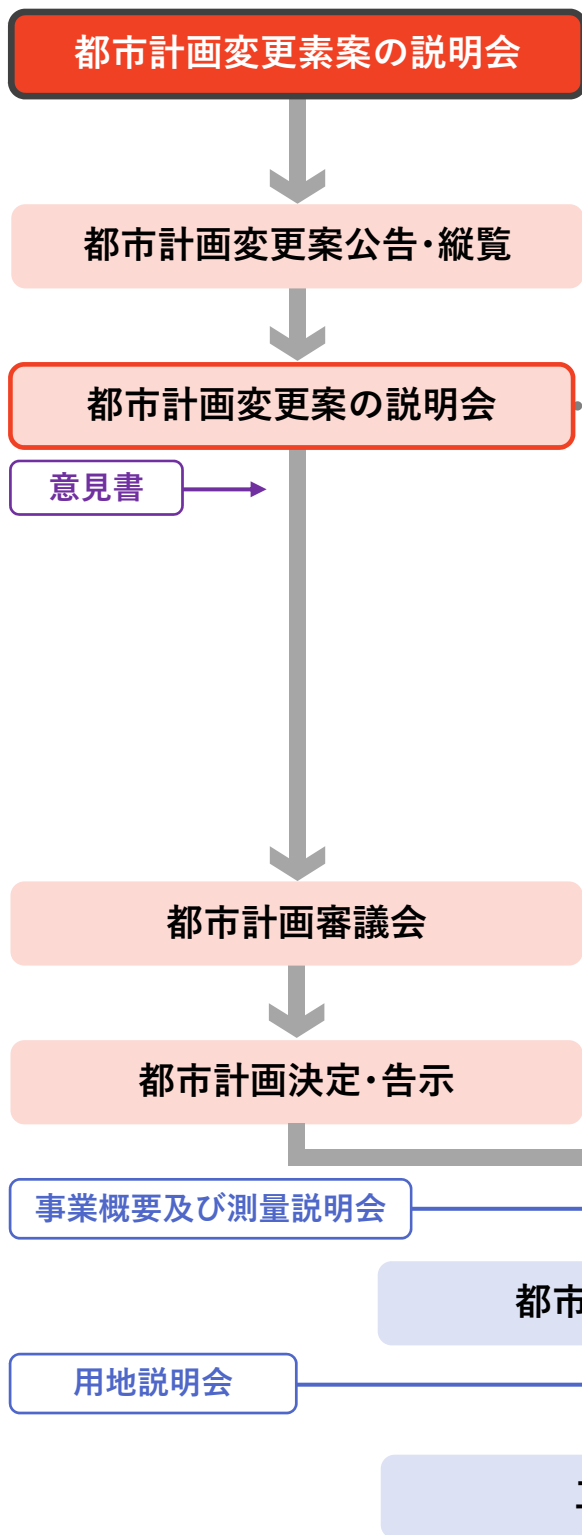 都市計画変更素案の説明会
都市計画変更案公告・縦覧
都市計画変更案の説明会
意見書
都市計画審議会
都市計画決定・告示
事業概要及び測量説明会
都市
用地説明会